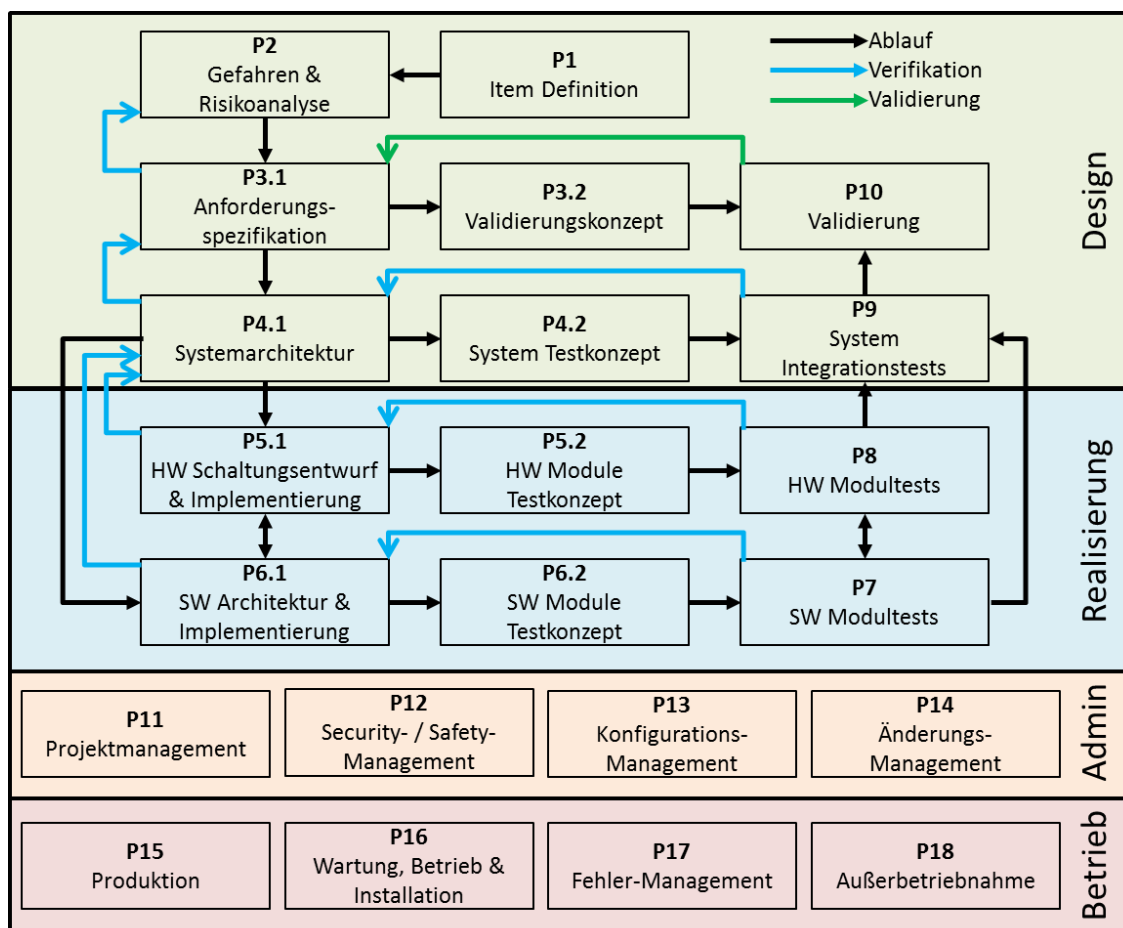 P2
Gefahren &
Risikoanalyse
P1
Item Definition
Ablauf
Verifikation
Validierung
P3.1
Anforderungs-
spezifikation
P3.2
Validierungskonzept
P10
Validierung
Design
P4.1
Systemarchitektur
P4.2
System Testkonzept
P9
System
Integrationstests
P5.1
HW Schaltungsentwurf
& Implementierung
P5.2
HW Module
Testkonzept
P8
HW Modultests
Realisierung
P6.1
SW Architektur &
Implementierung
P6.2
SW Module
Testkonzept
P7
SW Modultests
P11
Projektmanagement
P12
Security- / Safety-
Management
P13
Konfigurations-
Management
P14
Änderungs-
Management
Admin
P15
Produktion
P16
Wartung, Betrieb &
Installation
P17
Fehler-Management
P18
Außerbetriebnahme
Betrieb